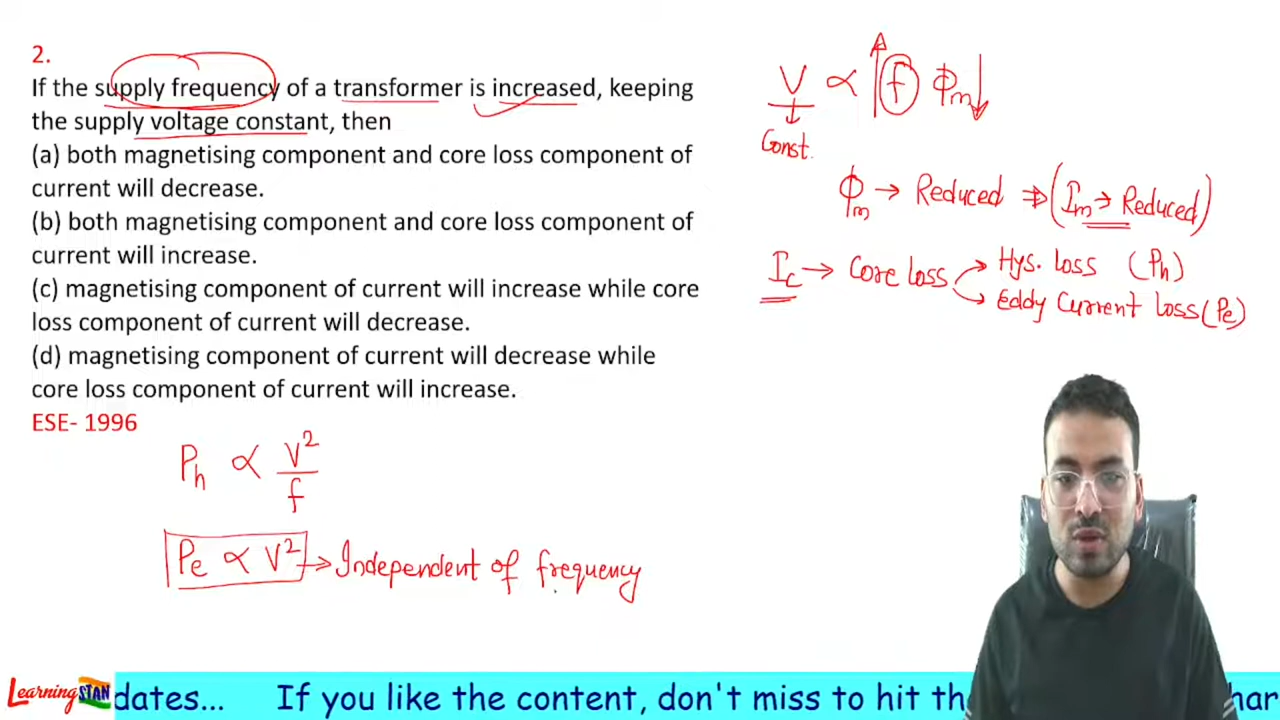 2.
If the supply frequency of a transformer is increased, keeping
the supply voltage constant, then
(a) both magnetising component and core loss component of
current will decrease.
(b) both magnetising component and core loss component of
current will increase.
(c) magnetising component of current will increase while core
loss component of current will decrease.
(d) magnetising component of current will decrease while
core loss component of current will increase.
ESE- 1996
Ph ∝ V²/f
Pe ∝ V² → Independent of frequency
V ∝ ↑ f ϕm ↓
↓
Const.
ϕm → Reduced ⇒ (Im → Reduced)
Ic → Core loss → Hys. loss (Ph)
→ Eddy Current loss (Pe)
LearningSTAN
dates... If you like the content, don't miss to hit th har